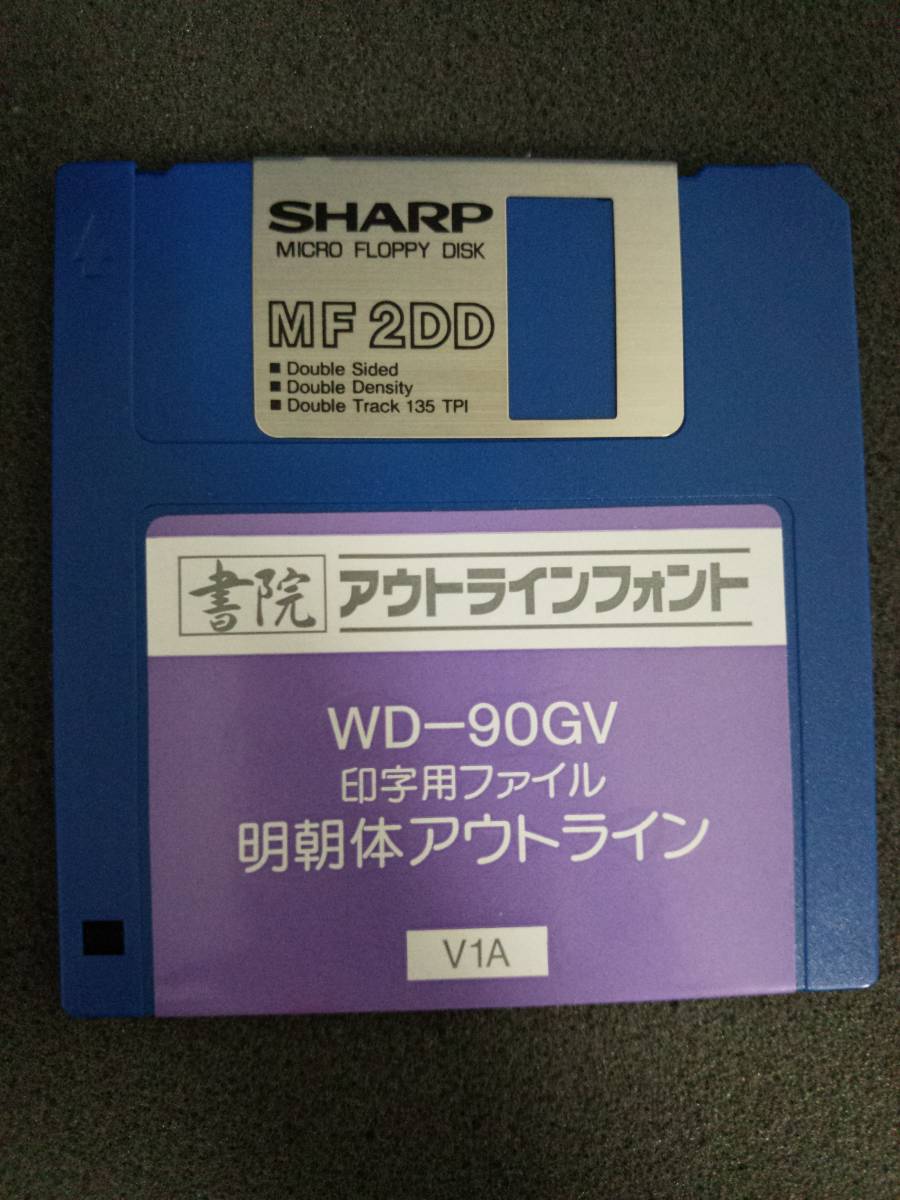 SHARP
MICRO FLOPPY DISK
MF 2DD
■ Double Sided
■ Double Density
■ Double Track 135 TPI
書院 アウトラインフォント
WD-90GV
印字用ファイル
明朝体アウトライン
V1A